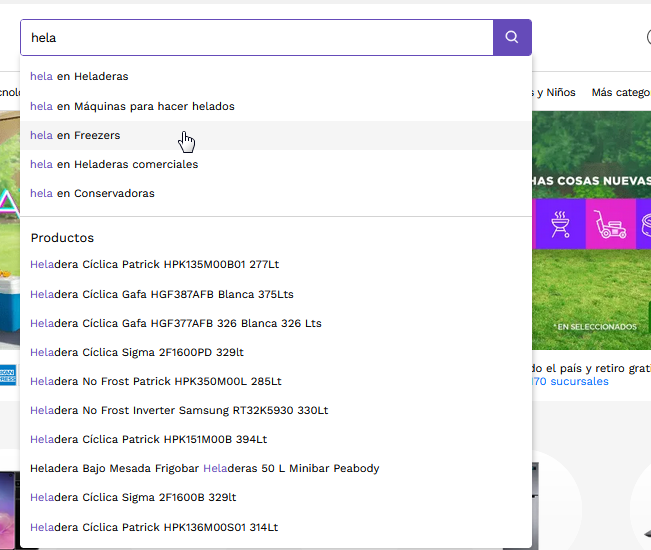 hela
s y Niños
Más catego
hela en Heladeras
hela en Máquinas para hacer helados
hela en Freezers
hela en Heladeras comerciales
hela en Conservadoras
HAS COSAS NUEVAS
*EN SELECCIONADOS
Productos
Heladera Cíclica Patrick HPK135M00B01 277Lt
Heladera Cíclica Gafa HGF387AFB Blanca 375Lts
Heladera Cíclica Gafa HGF377AFB 326 Blanca 326 Lts
Heladera Cíclica Sigma 2F1600PD 329lt
Heladera No Frost Patrick HPK350M00L 285Lt
Heladera No Frost Inverter Samsung RT32K5930 330Lt
Heladera Cíclica Patrick HPK151M00B 394Lt
Heladera Bajo Mesada Frigobar Heladeras 50 L Minibar Peabody
Heladera Cíclica Sigma 2F1600B 329lt
Heladera Cíclica Patrick HPK136M00S01 314Lt
do el país y retiro grati
170 sucursales